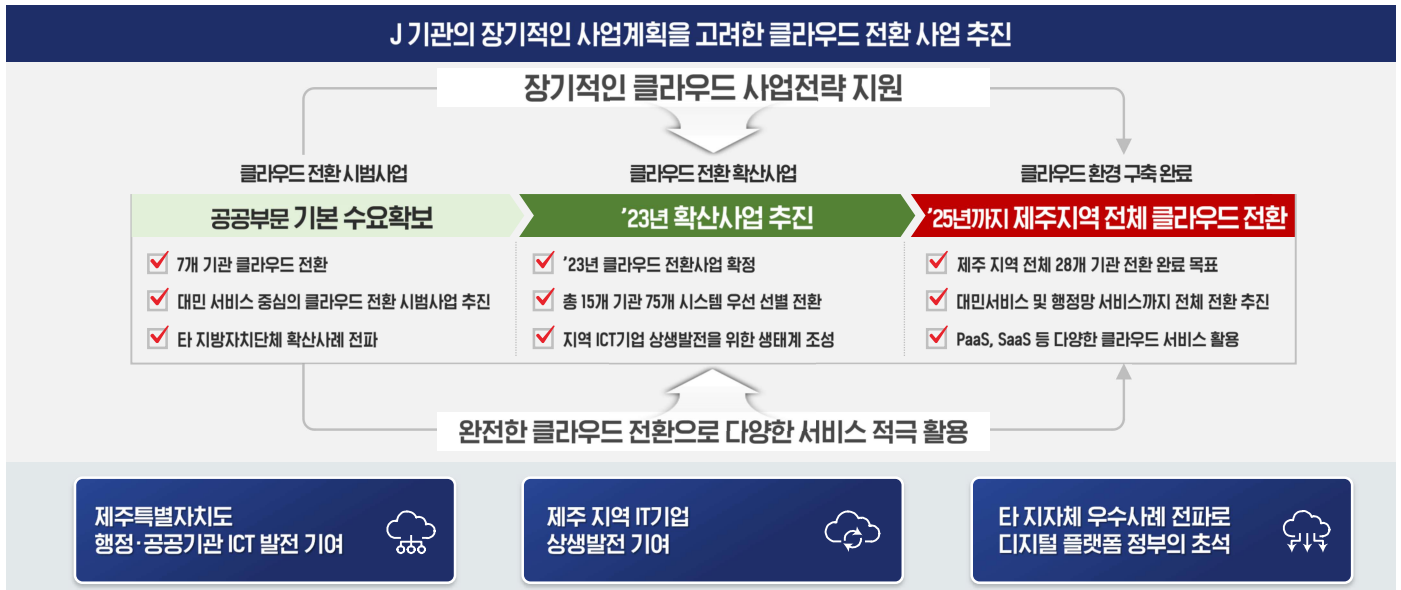 J 기관의 장기적인 사업계획을 고려한 클라우드 전환 사업 추진
장기적인 클라우드 사업전략 지원
클라우드 전환 시범사업
클라우드 전환 확산사업
클라우드 환경 구축 완료
공공부문 기본 수요확보
’23년 확산사업 추진
’25년까지 제주지역 전체 클라우드 전환
7개 기관 클라우드 전환
대민 서비스 중심의 클라우드 전환 시범사업 추진
타 지방자치단체 확산사례 전파
’23년 클라우드 전환사업 확정
총 15개 기관 75개 시스템 우선 선별 전환
지역 ICT기업 상생발전을 위한 생태계 조성
제주 지역 전체 28개 기관 전환 완료 목표
대민서비스 및 행정망 서비스까지 전체 전환 추진
PaaS, SaaS 등 다양한 클라우드 서비스 활용
완전한 클라우드 전환으로 다양한 서비스 적극 활용
제주특별자치도
행정·공공기관 ICT 발전 기여
제주 지역 IT기업
상생발전 기여
타 지자체 우수사례 전파로
디지털 플랫폼 정부의 초석